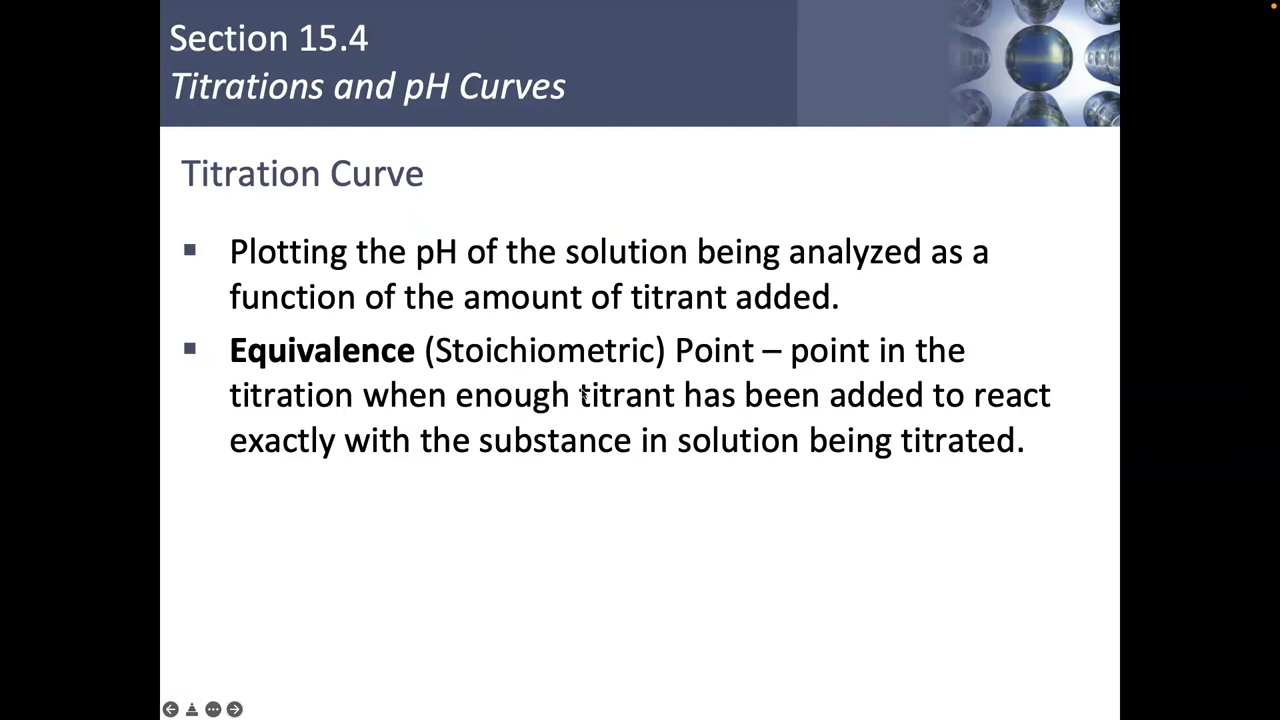 Section 15.4
Titrations and pH Curves
Titration Curve
▪ Plotting the pH of the solution being analyzed as a
function of the amount of titrant added.
▪ Equivalence (Stoichiometric) Point – point in the
titration when enough titrant has been added to react
exactly with the substance in solution being titrated.